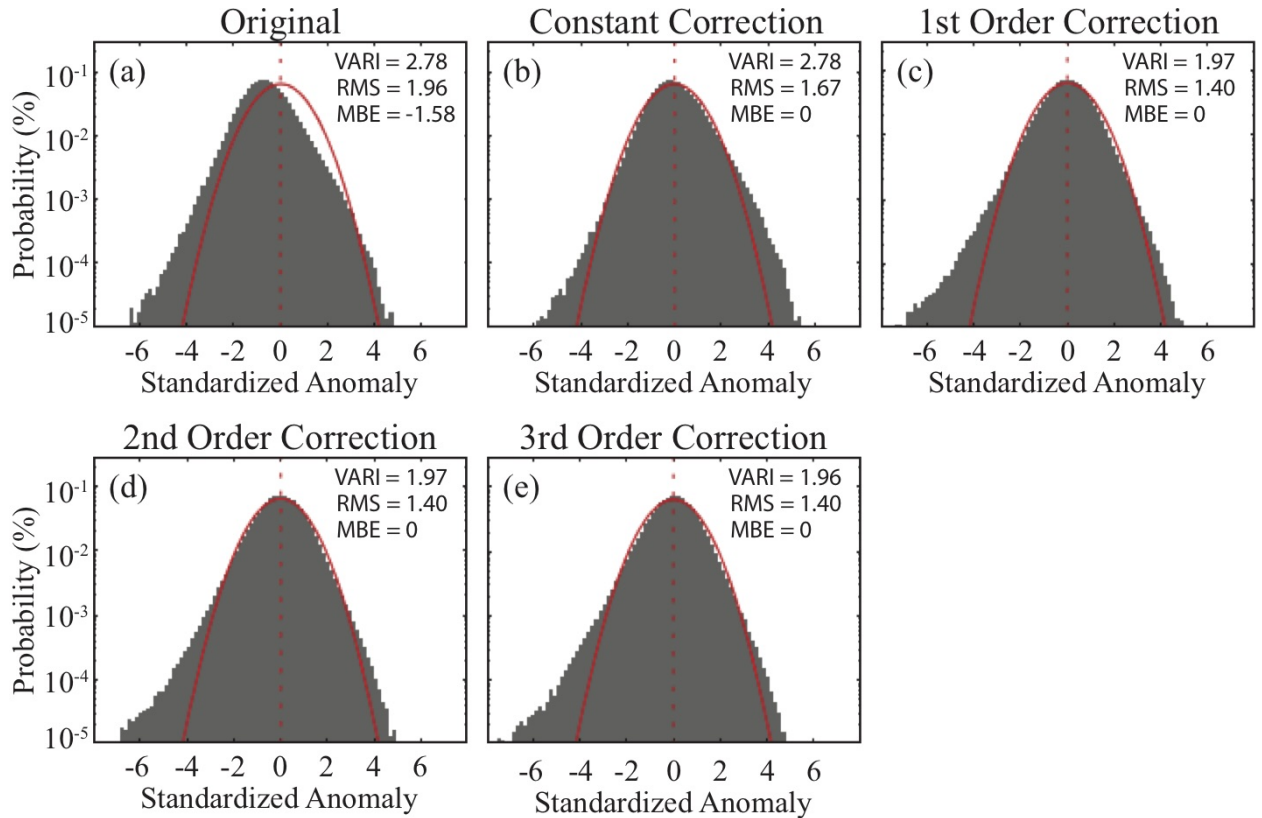 Original
(a)
VARI = 2.78
RMS = 1.96
MBE = -1.58
Probability (%)
10-1
10-2
10-3
10-4
10-5
-6 -4 -2 0 2 4 6
Standardized Anomaly
Constant Correction
(b)
VARI = 2.78
RMS = 1.67
MBE = 0
-6 -4 -2 0 2 4 6
Standardized Anomaly
1st Order Correction
(c)
VARI = 1.97
RMS = 1.40
MBE = 0
-6 -4 -2 0 2 4 6
Standardized Anomaly
2nd Order Correction
(d)
VARI = 1.97
RMS = 1.40
MBE = 0
Probability (%)
10-1
10-2
10-3
10-4
10-5
-6 -4 -2 0 2 4 6
Standardized Anomaly
3rd Order Correction
(e)
VARI = 1.96
RMS = 1.40
MBE = 0
-6 -4 -2 0 2 4 6
Standardized Anomaly